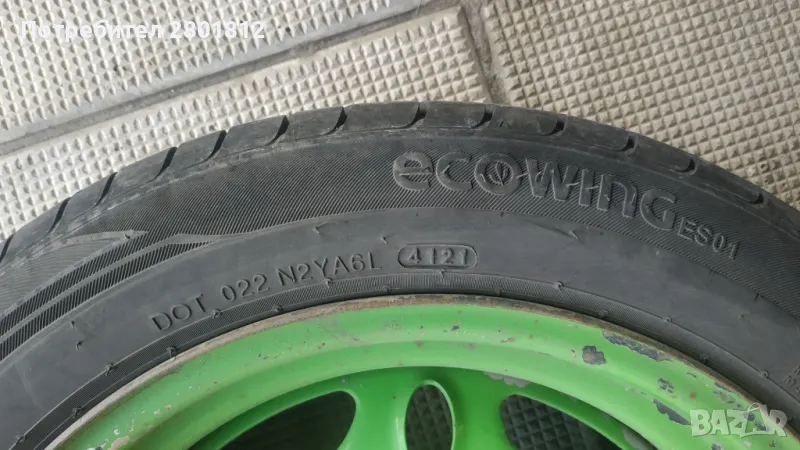 Потребител 2801812
ecowing ES01
DOT 022 N2YA6L 4121
BAZAR